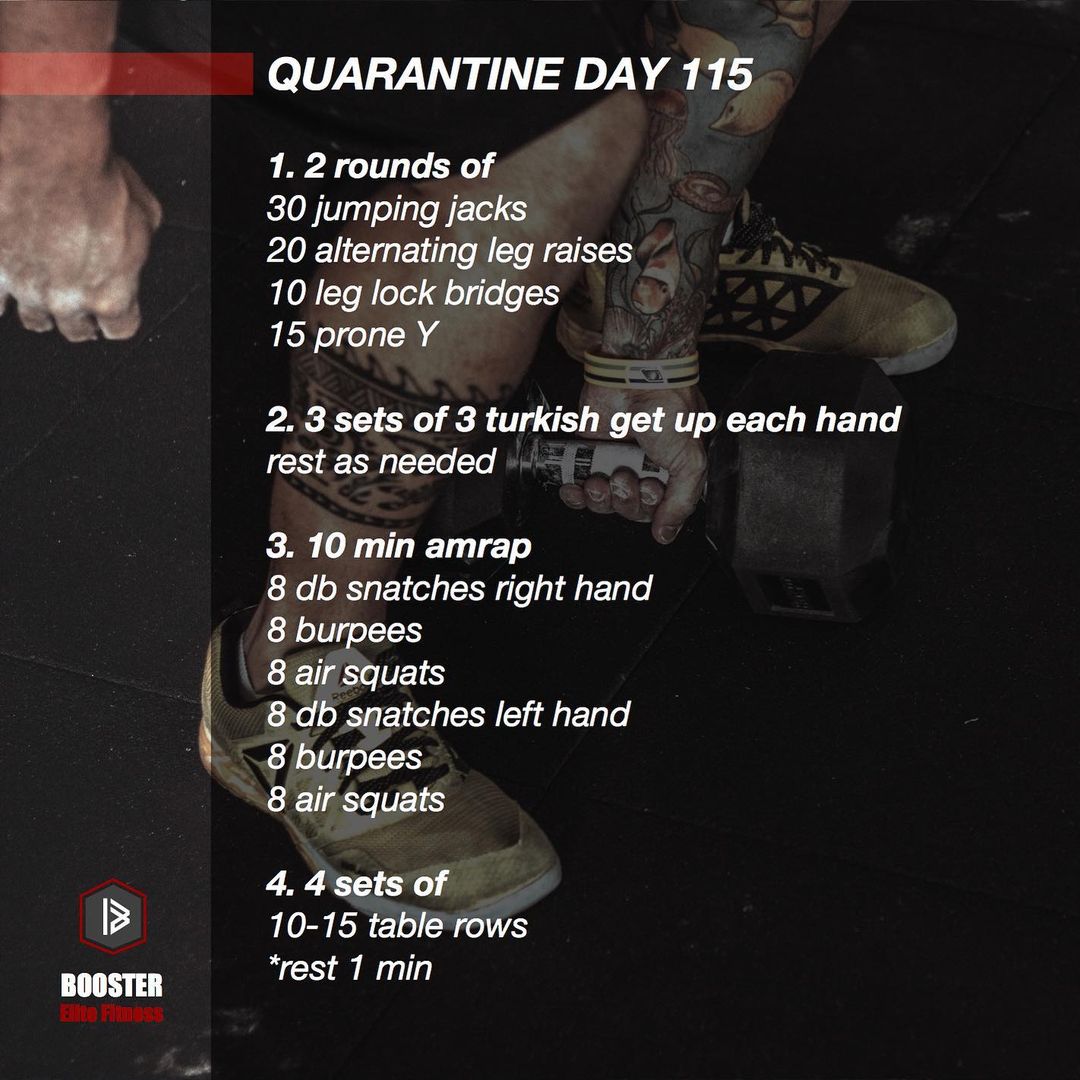 QUARANTINE DAY 115
1. 2 rounds of
30 jumping jacks
20 alternating leg raises
10 leg lock bridges
15 prone Y
2. 3 sets of 3 turkish get up each hand
rest as needed
3. 10 min amrap
8 db snatches right hand
8 burpees
8 air squats
8 db snatches left hand
8 burpees
8 air squats
4. 4 sets of
10-15 table rows
*rest 1 min
BOOSTER
Elite Fitness
Reebok